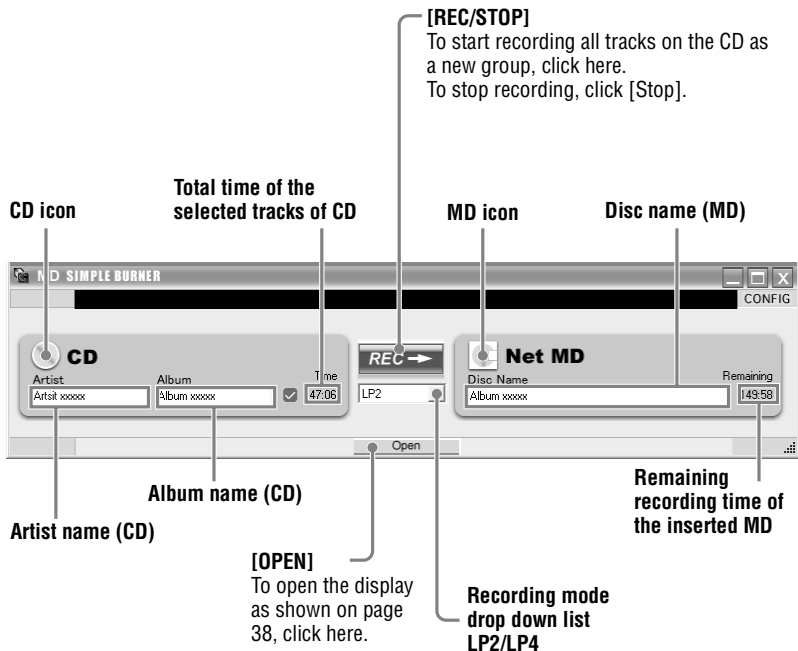 [REC/STOP]
To start recording all tracks on the CD as
a new group, click here.
To stop recording, click [Stop].
CD icon
Total time of the
selected tracks of CD
MD icon
Disc name (MD)
MD SIMPLE BURNER
CONFIG
CD
Artist
Album
Time
Artsit xxxxx
Album xxxxx
47:06
REC
LP2
Net MD
Disc Name
Remaining
Album xxxxx
149:58
Open
Artist name (CD)
Album name (CD)
[OPEN]
To open the display
as shown on page
38, click here.
Recording mode
drop down list
LP2/LP4
Remaining
recording time of
the inserted MD